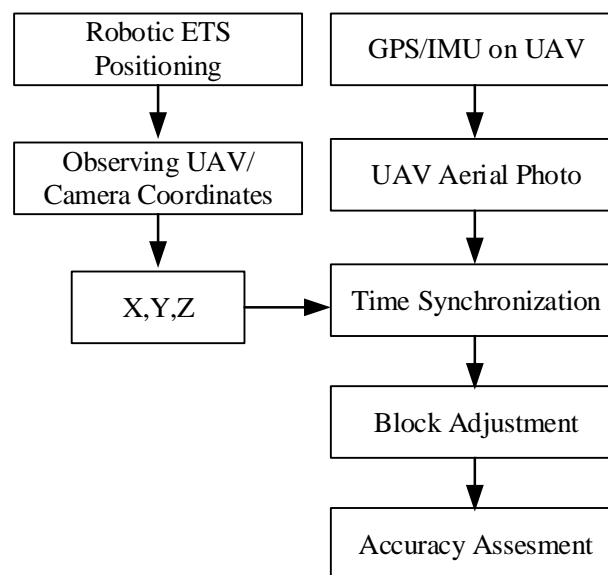 Robotic ETS
Positioning
GPS/IMU on UAV
Observing UAV/
Camera Coordinates
UAV Aerial Photo
X,Y,Z
Time Synchronization
Block Adjustment
Accuracy Assesment